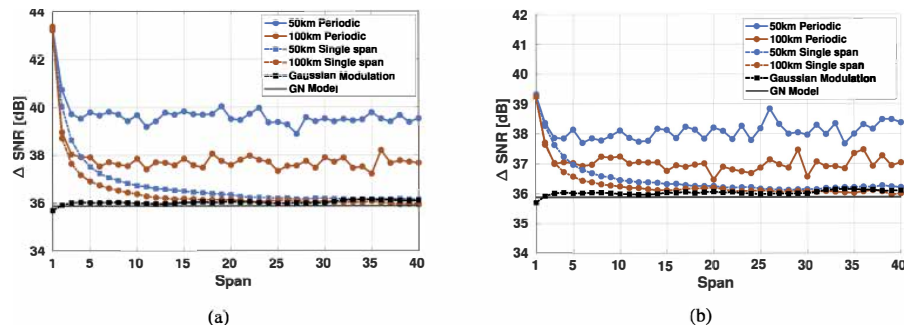 44
42
40
38
36
34
Δ SNR [dB]
1
5
10
15
20
25
30
35
40
Span
50km Periodic
100km Periodic
50km Single span
100km Single span
Gaussian Modulation
GN Model
(a)
42
41
40
39
38
37
36
35
34
33
Δ SNR [dB]
1
5
10
15
20
25
30
35
40
Span
50km Periodic
100km Periodic
50km Single span
100km Single span
Gaussian Modulation
GN Model
(b)